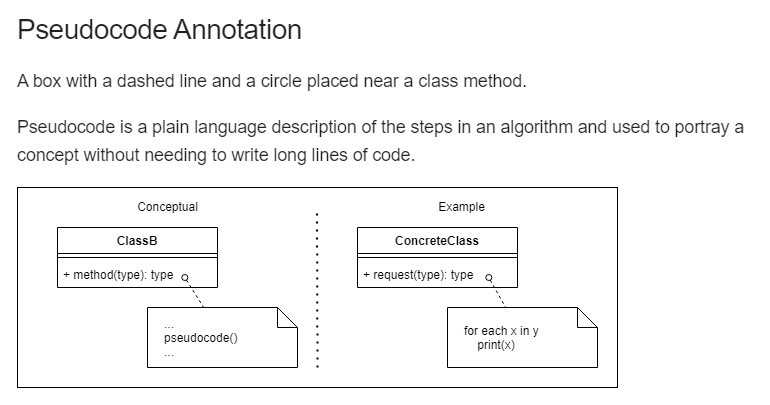 Pseudocode Annotation
A box with a dashed line and a circle placed near a class method.
Pseudocode is a plain language description of the steps in an algorithm and used to portray a
concept without needing to write long lines of code.
Conceptual
ClassB
+ method(type): type
...
pseudocode()
...
Example
ConcreteClass
+ request(type): type
for each x in y
print(x)